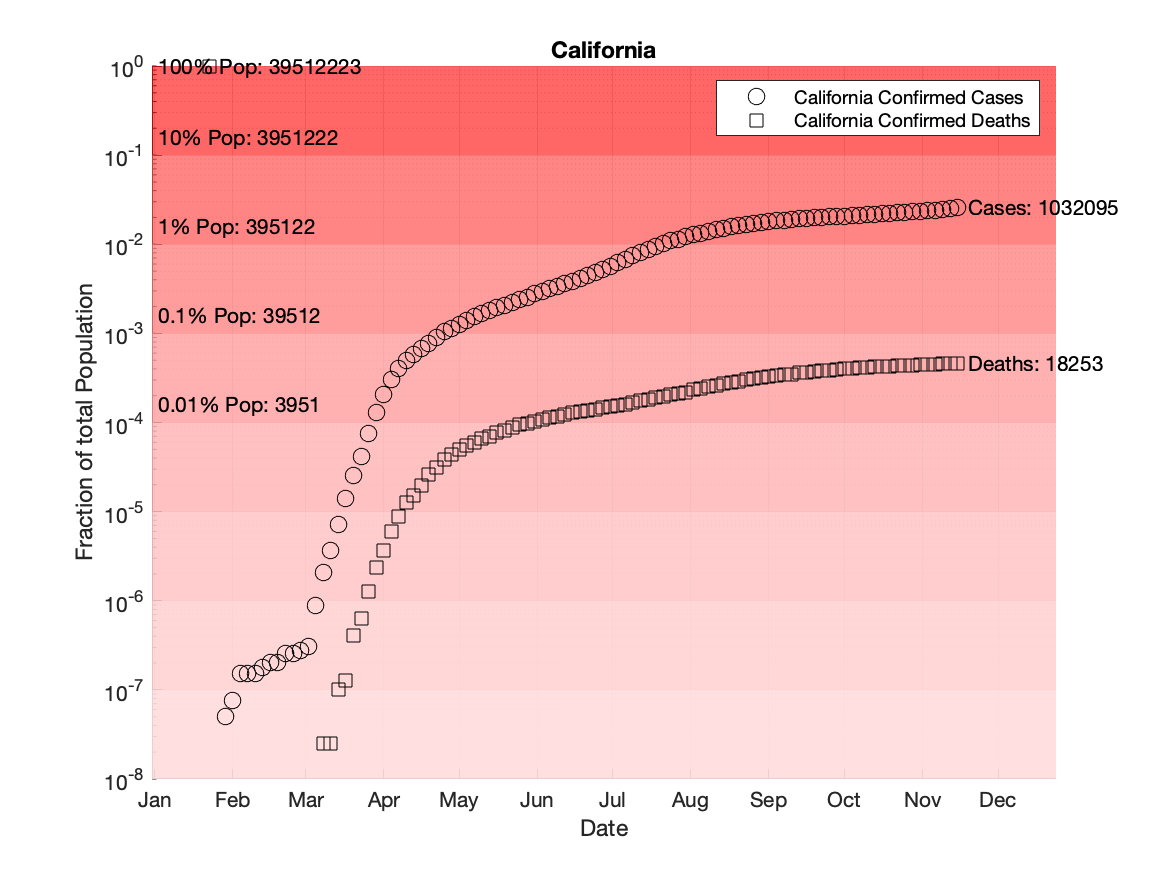 California
10⁰
100% Pop: 39512223
California Confirmed Cases
California Confirmed Deaths
10% Pop: 3951222
10⁻¹
Cases: 1032095
1% Pop: 395122
10⁻²
0.1% Pop: 39512
10⁻³
Deaths: 18253
0.01% Pop: 3951
10⁻⁴
Fraction of total Population
10⁻⁵
10⁻⁶
10⁻⁷
10⁻⁸
Jan Feb Mar Apr May Jun Jul Aug Sep Oct Nov Dec
Date